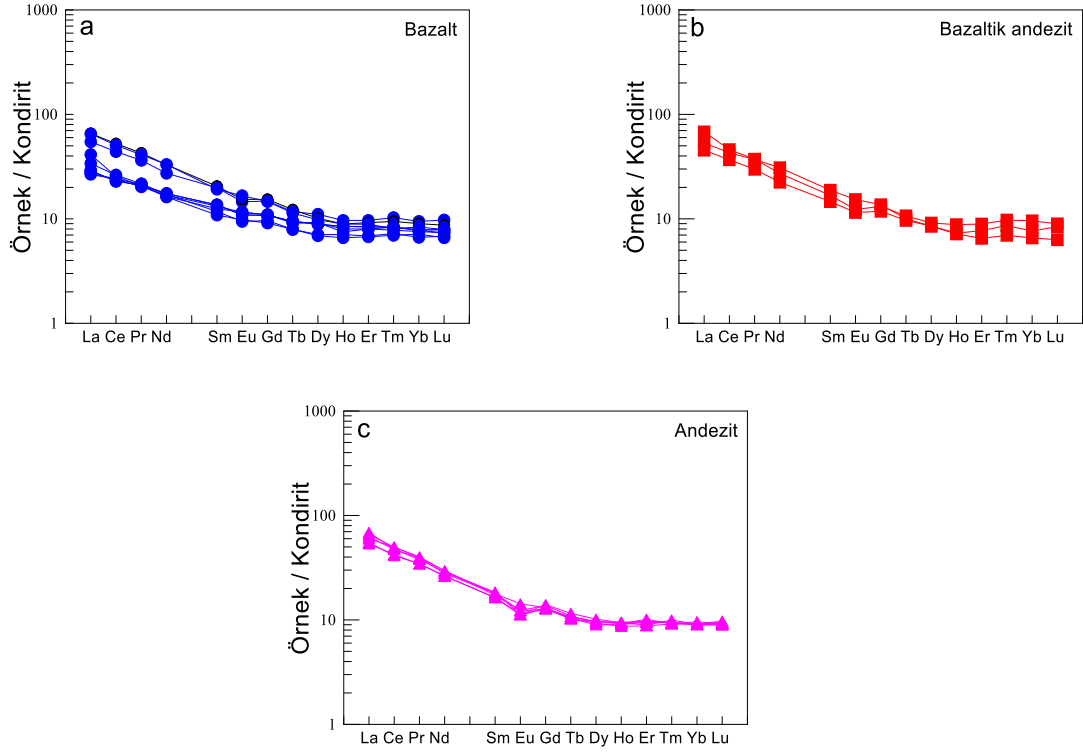 a
Bazalt
Örnek / Kondirit
1000
100
10
1
La Ce Pr Nd Sm Eu Gd Tb Dy Ho Er Tm Yb Lu
b
Bazaltik andezit
Örnek / Kondirit
1000
100
10
1
La Ce Pr Nd Sm Eu Gd Tb Dy Ho Er Tm Yb Lu
c
Andezit
Örnek / Kondirit
1000
100
10
1
La Ce Pr Nd Sm Eu Gd Tb Dy Ho Er Tm Yb Lu